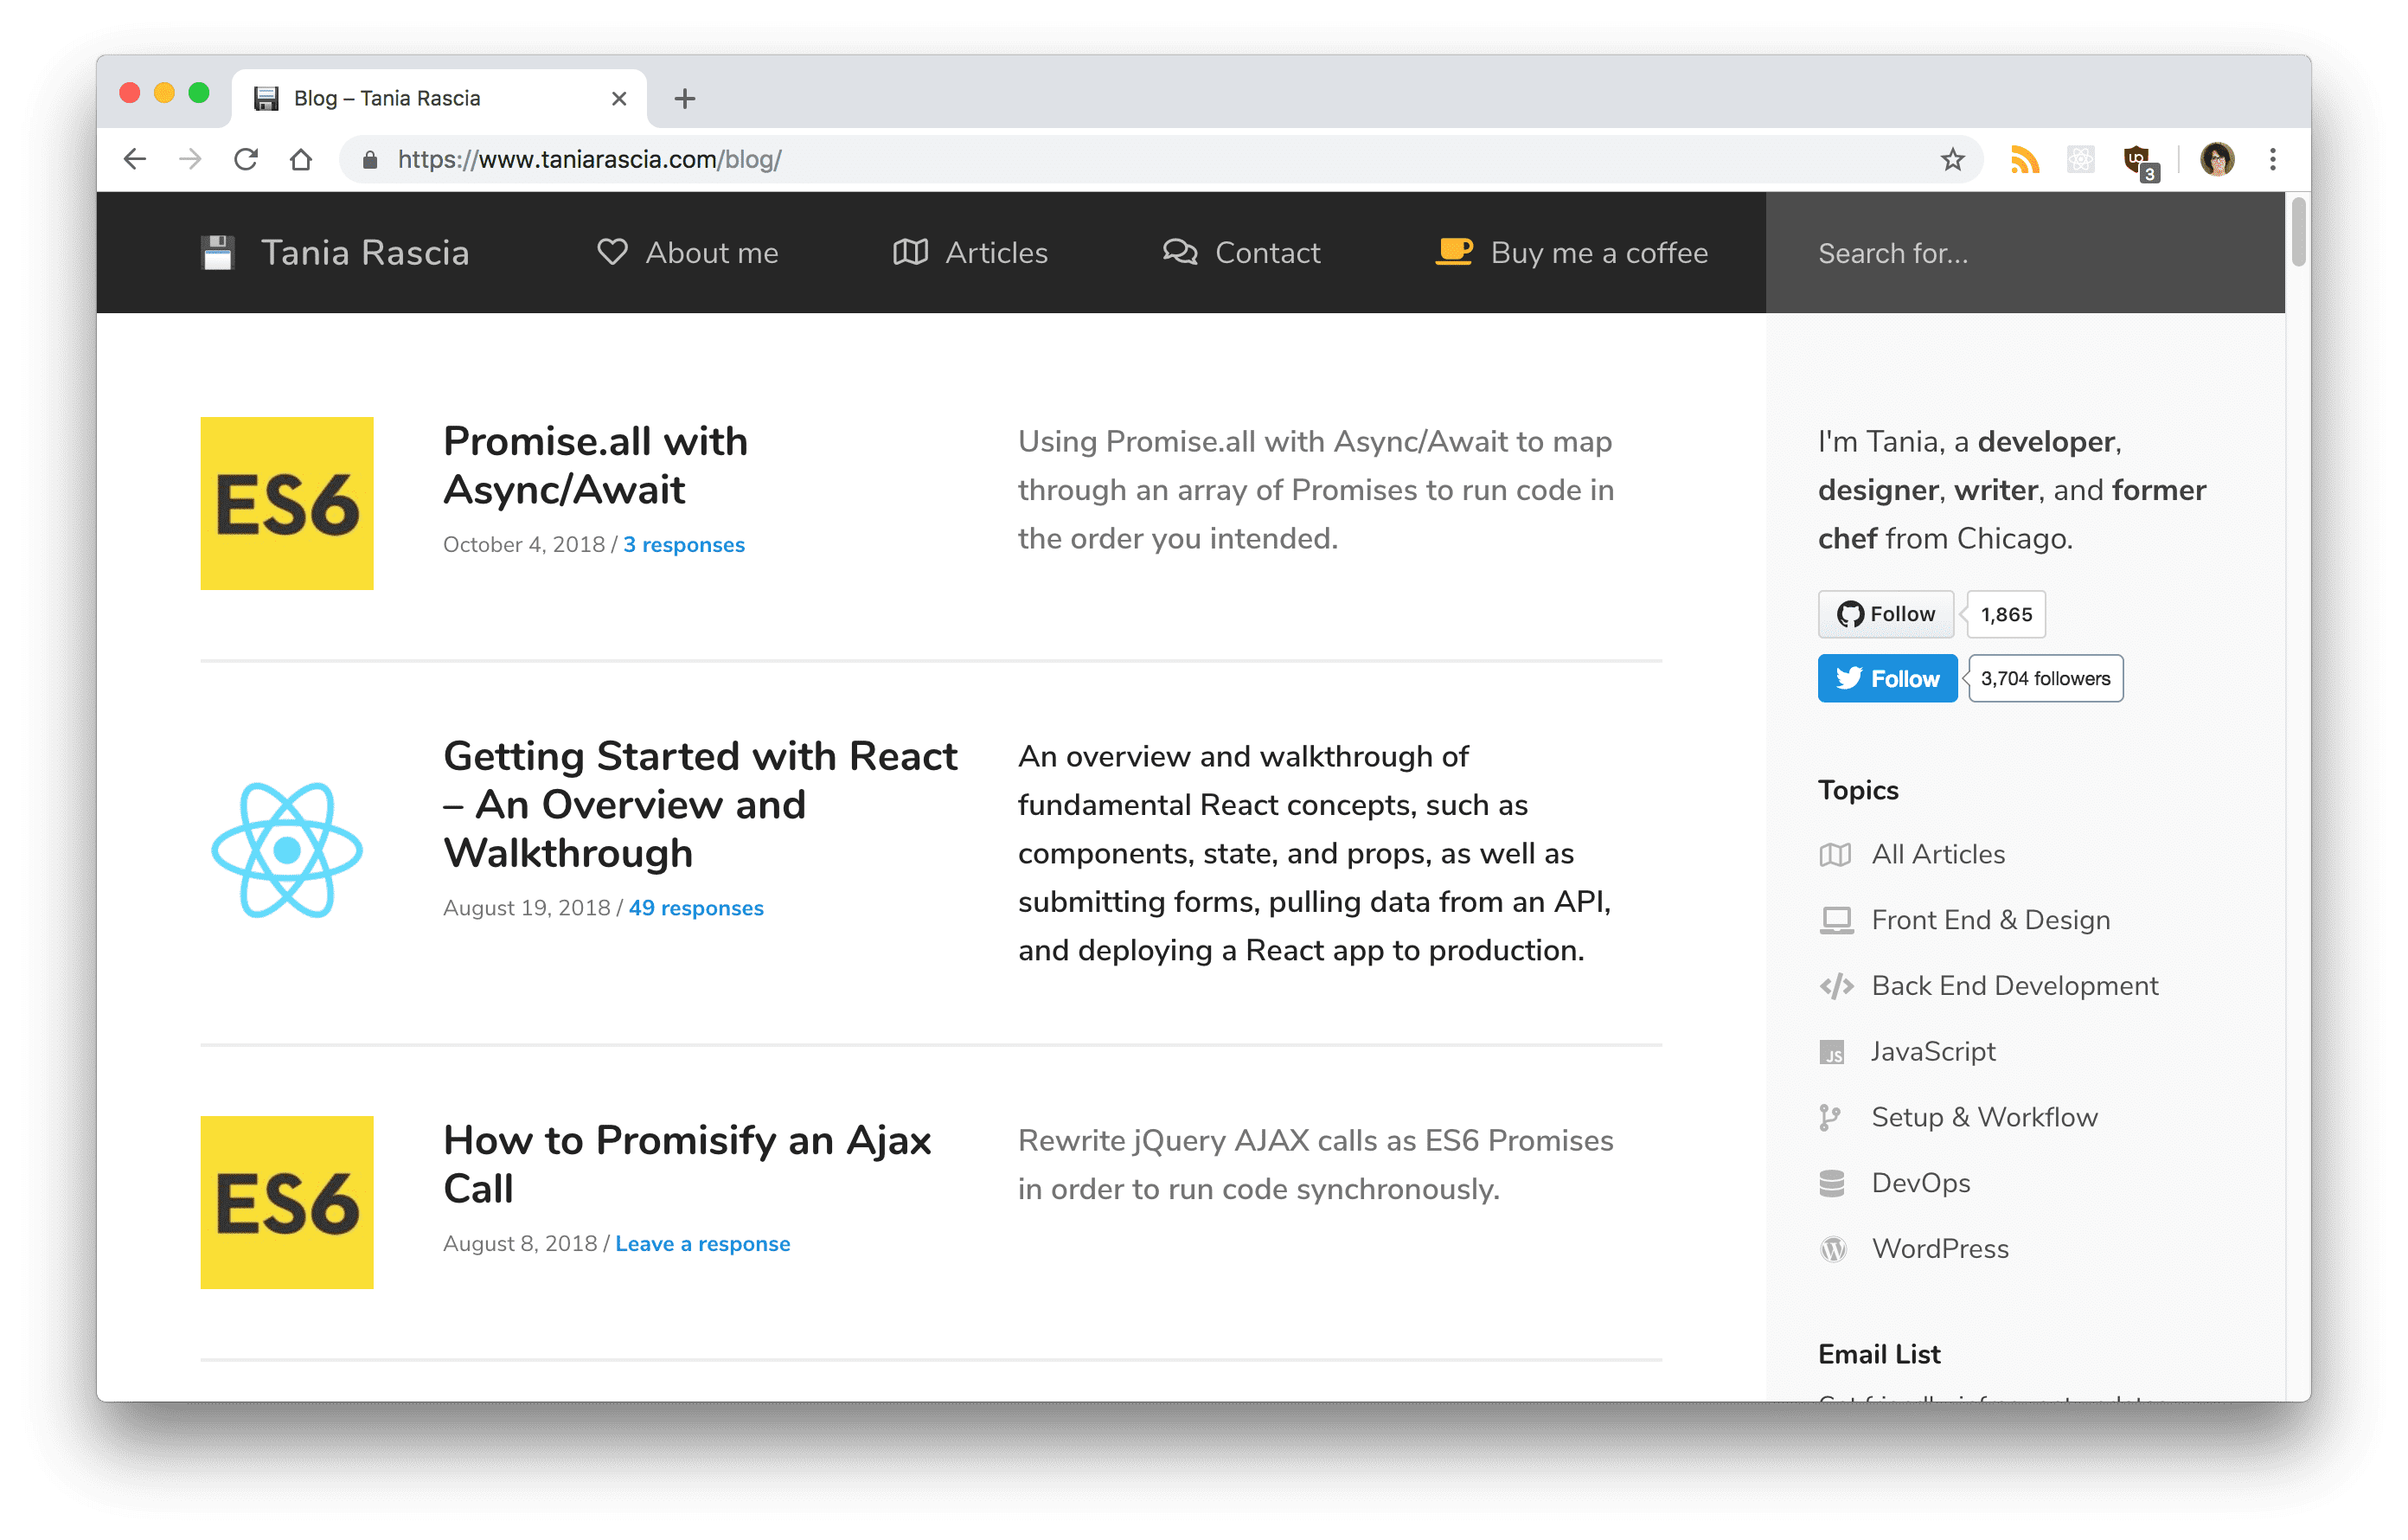 Blog – Tania Rascia
https://www.taniarascia.com/blog/
3
Tania Rascia
About me
Articles
Contact
Buy me a coffee
Search for...
ES6
Promise.all with
Async/Await
October 4, 2018 / 3 responses
Using Promise.all with Async/Await to map
through an array of Promises to run code in
the order you intended.
Getting Started with React
– An Overview and
Walkthrough
August 19, 2018 / 49 responses
An overview and walkthrough of
fundamental React concepts, such as
components, state, and props, as well as
submitting forms, pulling data from an API,
and deploying a React app to production.
ES6
How to Promisify an Ajax
Call
August 8, 2018 / Leave a response
Rewrite jQuery AJAX calls as ES6 Promises
in order to run code synchronously.
I'm Tania, a developer,
designer, writer, and former
chef from Chicago.
Follow 1,865
Follow 3,704 followers
Topics
All Articles
Front End & Design
Back End Development
JS JavaScript
Setup & Workflow
DevOps
WordPress
Email List